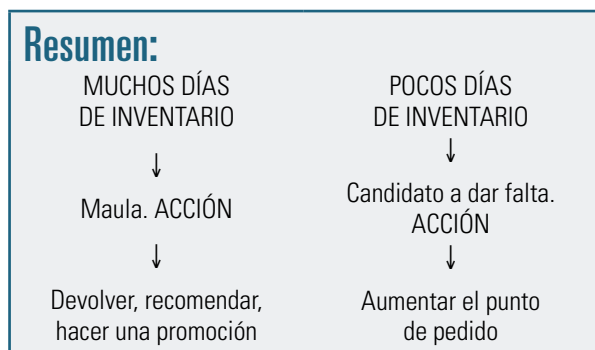 Resumen:
MUCHOS DÍAS
DE INVENTARIO
↓
Maula. ACCIÓN
↓
Devolver, recomendar,
hacer una promoción
POCOS DÍAS
DE INVENTARIO
↓
Candidato a dar falta.
ACCIÓN
↓
Aumentar el punto
de pedido